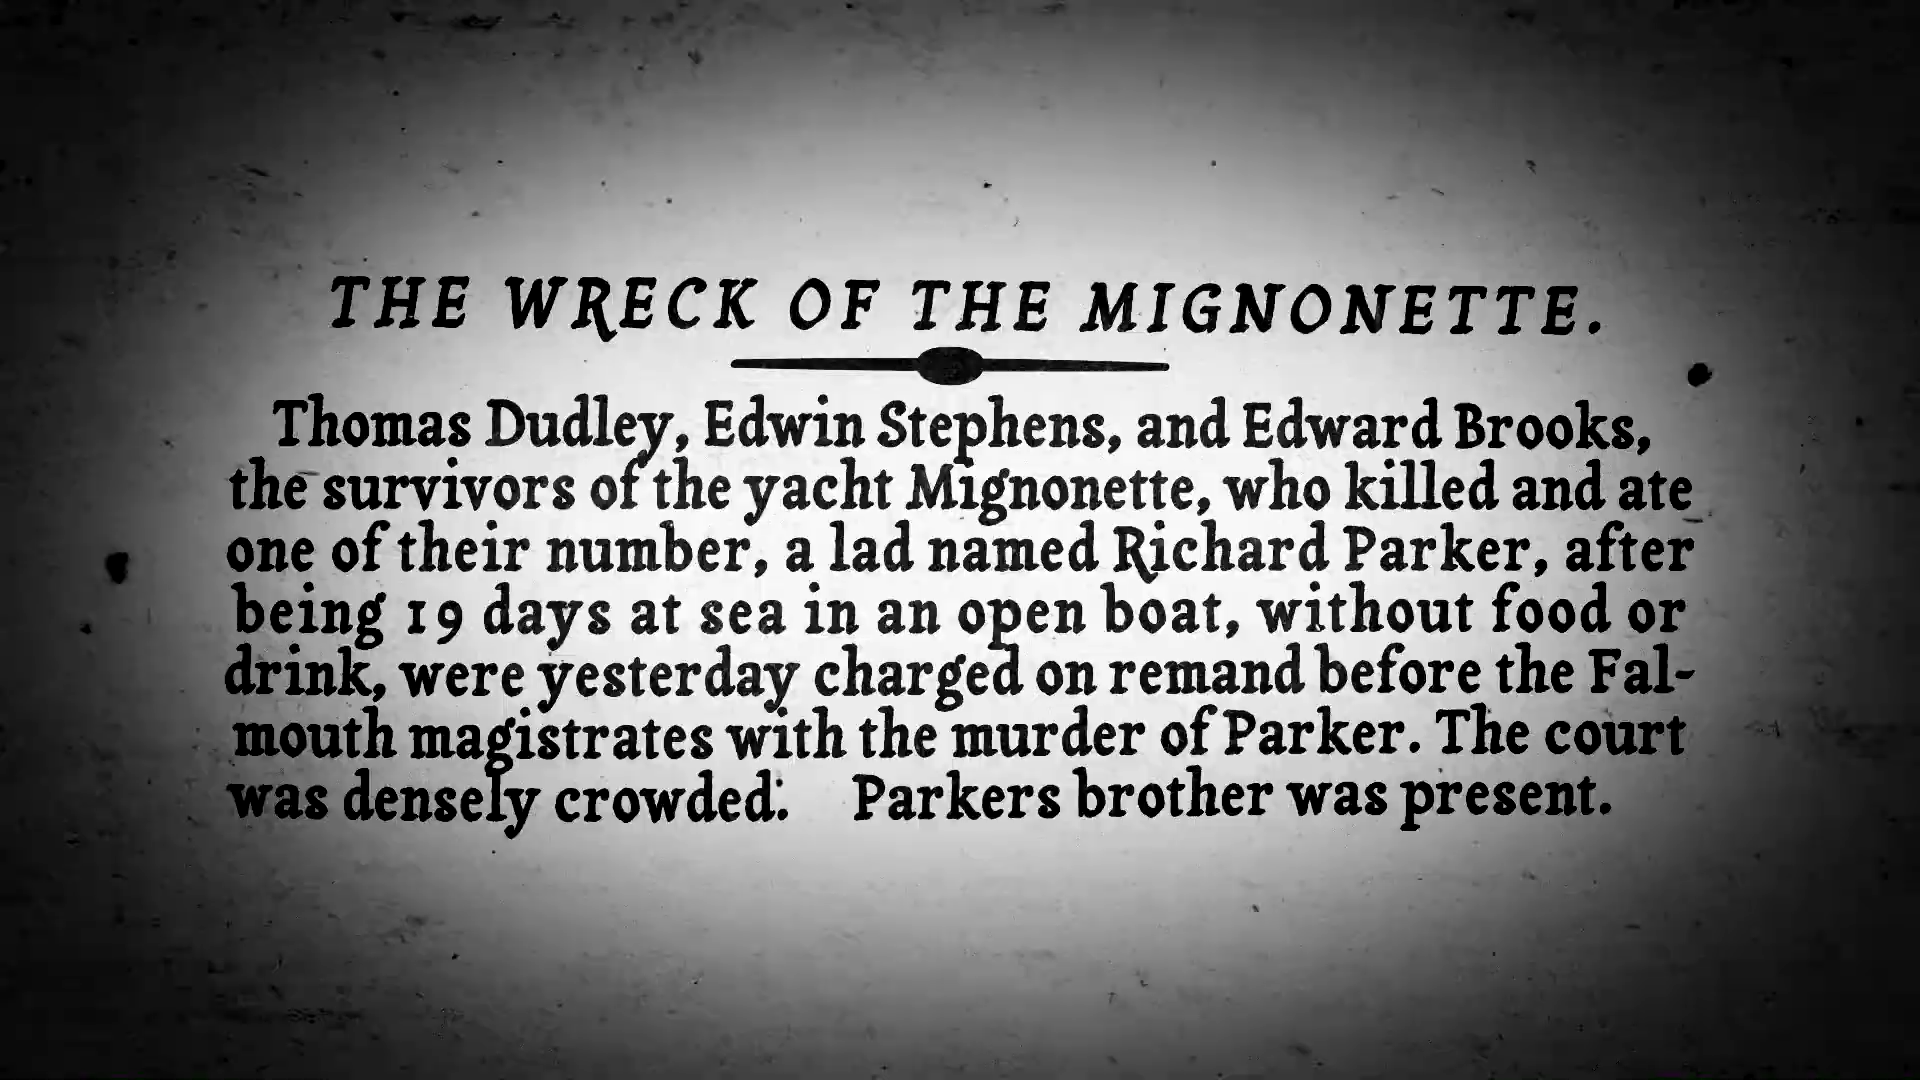 THE WRECK OF THE MIGNONETTE.
Thomas Dudley, Edwin Stephens, and Edward Brooks,
the survivors of the yacht Mignonette, who killed and ate
one of their number, a lad named Richard Parker, after
being 19 days at sea in an open boat, without food or
drink, were yesterday charged on remand before the Fal-
mouth magistrates with the murder of Parker. The court
was densely crowded. Parkers brother was present.